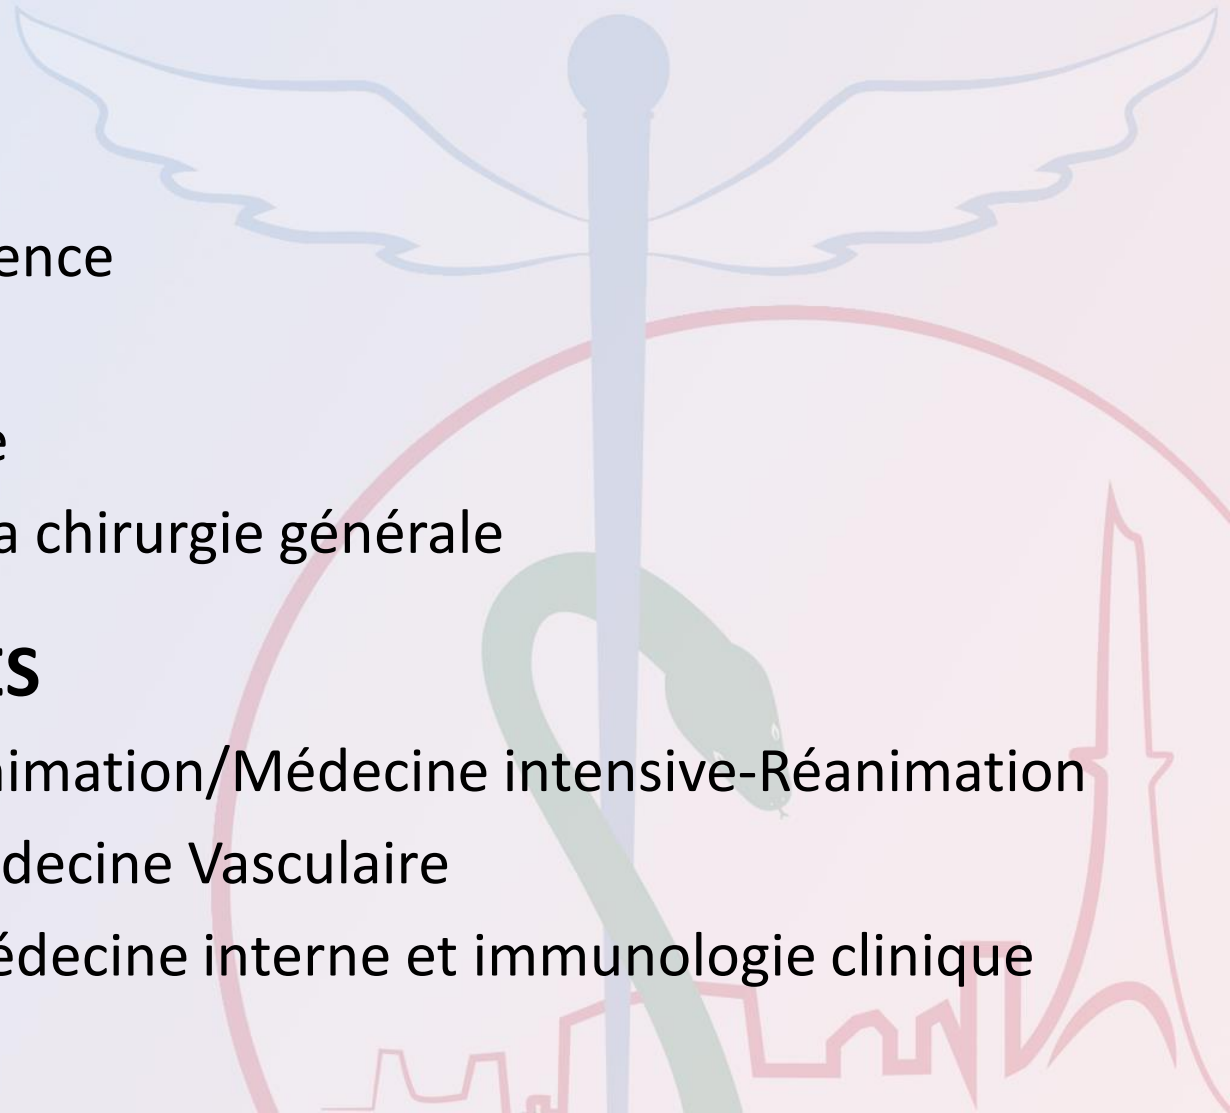 ence
e
a chirurgie générale
ES
nimation/Médecine intensive-Réanimation
decine Vasculaire
édecine interne et immunologie clinique